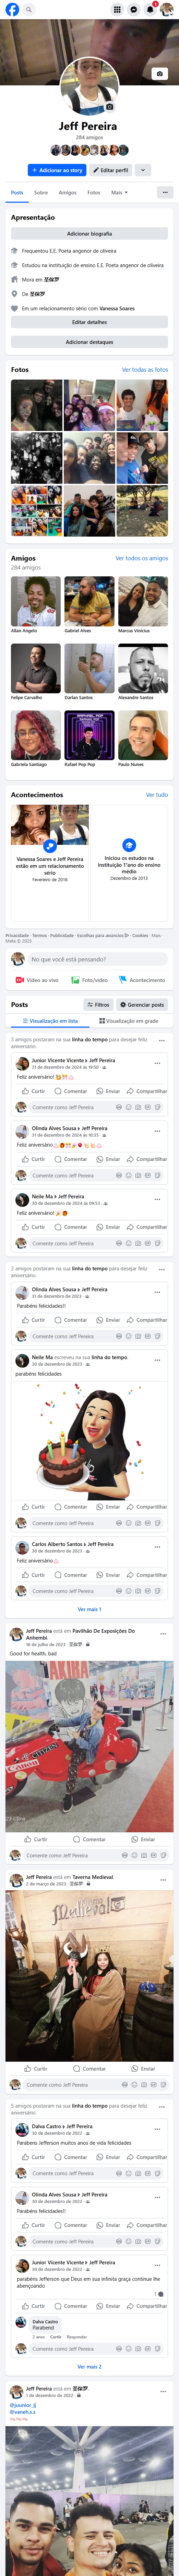 Jeff Pereira
284 amigos
Adicionar ao story
Editar perfil
Posts
Sobre
Amigos
Fotos
Mais
Apresentação
Adicionar biografia
Frequentou E.E. Poeta angenor de oliveira
Estudou na instituição de ensino E.E. Poeta angenor de oliveira
Mora em 圣保罗
De 圣保罗
Em um relacionamento sério com Vanessa Soares
Editar detalhes
Adicionar destaques
Fotos
Ver todas as fotos
Amigos
Ver todos os amigos
284 amigos
Allan Angelo
Gabriel Alves
Marcus Vinicius
Felipe Carvalho
Darlan Santos
Alexandre Santos
Gabriela Santiago
Rafael Pop Pop
Paulo Nunes
Acontecimentos
Ver tudo
Vanessa Soares e Jeff Pereira
estão em um relacionamento
sério
Fevereiro de 2016
Iniciou os estudos na
instituição 1°ano do ensino
médio
Dezembro de 2013
Privacidade · Termos · Publicidade · Escolhas para anúncios · Cookies · Mais ·
Meta © 2025
No que você está pensando?
Vídeo ao vivo
Foto/vídeo
Acontecimento
Posts
Filtros
Gerenciar posts
Visualização em lista
Visualização em grade
3 amigos postaram na sua linha do tempo para desejar feliz
aniversário.
Junior Vicente Vicente ▸ Jeff Pereira
31 de dezembro de 2024 às 19:50
Feliz aniversário!
Curtir
Comentar
Enviar
Compartilhar
Comente como Jeff Pereira
Olinda Alves Sousa ▸ Jeff Pereira
31 de dezembro de 2024 às 10:35
Feliz aniversário
Curtir
Comentar
Enviar
Compartilhar
Comente como Jeff Pereira
Neile Ma ▸ Jeff Pereira
30 de dezembro de 2024 às 09:53
Feliz aniversário!
Curtir
Comentar
Enviar
Compartilhar
Comente como Jeff Pereira
3 amigos postaram na sua linha do tempo para desejar feliz
aniversário.
Olinda Alves Sousa ▸ Jeff Pereira
31 de dezembro de 2023
Parabéns felicidades!!
Curtir
Comentar
Enviar
Compartilhar
Comente como Jeff Pereira
Neile Ma escreveu na sua linha do tempo.
30 de dezembro de 2023
parabéns felicidades
Curtir
Comentar
Enviar
Compartilhar
Comente como Jeff Pereira
Carlos Alberto Santos ▸ Jeff Pereira
30 de dezembro de 2023
Feliz aniversário
Curtir
Comentar
Enviar
Compartilhar
Comente como Jeff Pereira
Ver mais 1
Jeff Pereira está em Pavilhão De Exposições Do
Anhembi.
16 de julho de 2023 · 圣保罗
Good for health, bad
AKIRA
Curtir
Comentar
Enviar
Comente como Jeff Pereira
Jeff Pereira está em Taverna Medieval.
2 de março de 2023 · 圣保罗
Medieval
Curtir
Comentar
Enviar
Comente como Jeff Pereira
5 amigos postaram na sua linha do tempo para desejar feliz
aniversário.
Dalva Castro ▸ Jeff Pereira
30 de dezembro de 2022
Parabens Jeferson muitos anos de vida felicidades
Curtir
Comentar
Enviar
Compartilhar
Comente como Jeff Pereira
Olinda Alves Sousa ▸ Jeff Pereira
30 de dezembro de 2022
Parabéns felicidades!!
Curtir
Comentar
Enviar
Compartilhar
Comente como Jeff Pereira
Junior Vicente Vicente ▸ Jeff Pereira
30 de dezembro de 2022
parabéns Jefferson que Deus em sua infinita graça continue lhe
abençoando
1
Curtir
Comentar
Enviar
Compartilhar
Dalva Castro
Parabend
2 anos
Curtir
Responder
Comente como Jeff Pereira
Ver mais 2
Jeff Pereira está em 圣保罗.
1 de dezembro de 2022
@juunior_lj
@vaneh.s.s